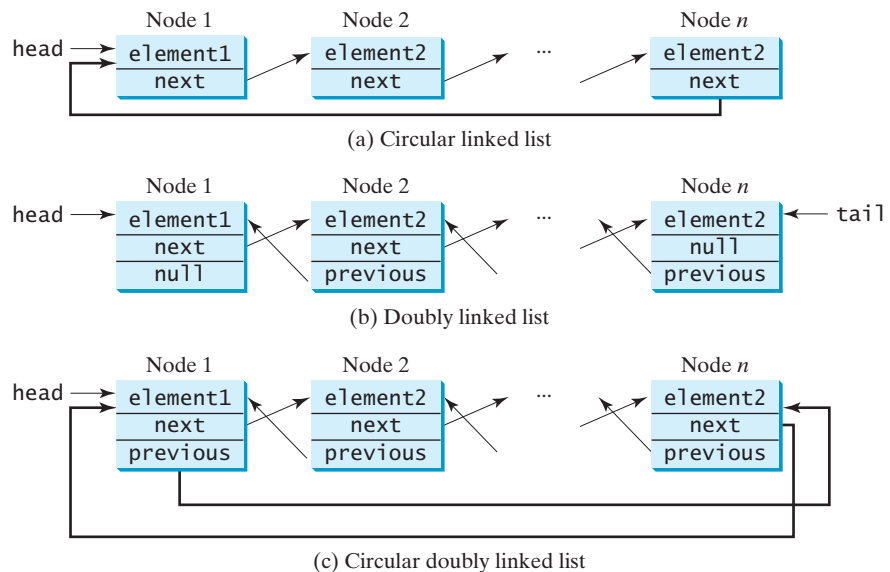 Node 1 Node 2 Node n
head element1 element2 ... element2
next next next
(a) Circular linked list
Node 1 Node 2 Node n
head element1 element2 ... element2 tail
next next null
null previous previous
(b) Doubly linked list
Node 1 Node 2 Node n
head element1 element2 ... element2
next next next
previous previous previous
(c) Circular doubly linked list